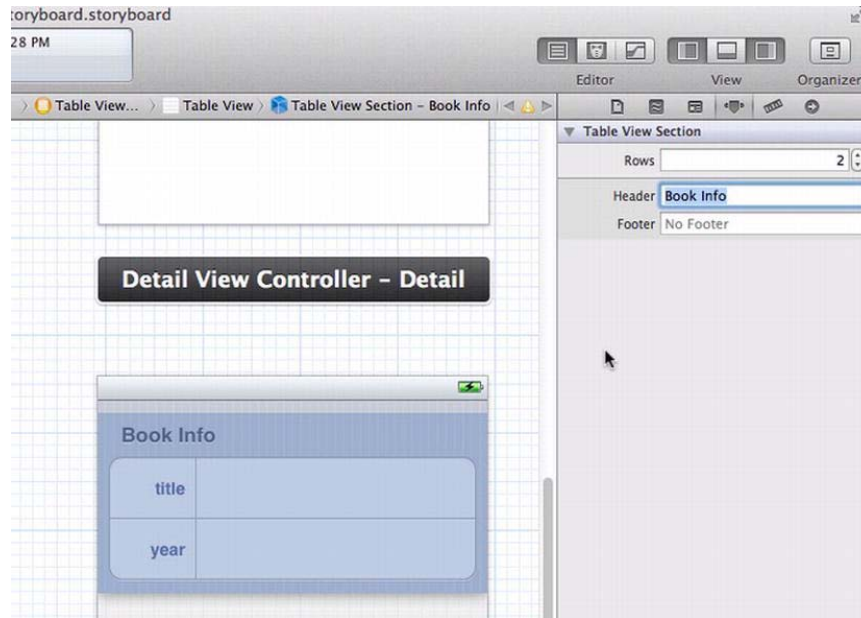 oryboard.storyboard
28 PM
Editor
View
Organizer
Table View...
Table View
Table View Section – Book Info
Table View Section
Rows
2
Header
Book Info
Footer
No Footer
Detail View Controller – Detail
Book Info
title
year